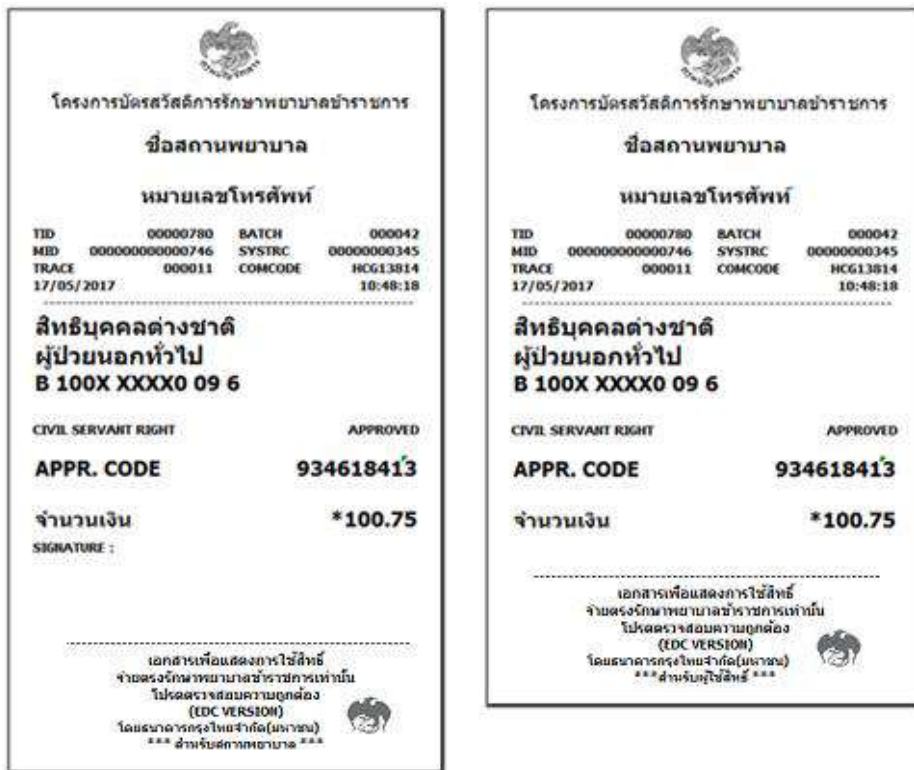 โครงการบัตรสวัสดิการรักษาพยาบาลข้าราชการ
ชื่อสถานพยาบาล
หมายเลขโทรศัพท์
TID 00000780 BATCH 000042
MID 000000000000746 SYSTRC 00000000345
TRACE 000011 COMCODE HCG13814
17/05/2017 10:48:18
สิทธิบุคคลต่างชาติ
ผู้ป่วยนอกทั่วไป
B 100X XXXX0 09 6
CIVIL SERVANT RIGHT APPROVED
APPR. CODE 934618413
จำนวนเงิน *100.75
SIGNATURE :
เอกสารเพื่อแสดงการใช้สิทธิ์
จ่ายตรงรักษาพยาบาลข้าราชการเท่านั้น
โปรดตรวจสอบความถูกต้อง
(EDC VERSION)
โดยธนาคารกรุงไทยจำกัด(มหาชน)
*** สำหรับสถานพยาบาล ***
โครงการบัตรสวัสดิการรักษาพยาบาลข้าราชการ
ชื่อสถานพยาบาล
หมายเลขโทรศัพท์
TID 00000780 BATCH 000042
MID 000000000000746 SYSTRC 00000000345
TRACE 000011 COMCODE HCG13814
17/05/2017 10:48:18
สิทธิบุคคลต่างชาติ
ผู้ป่วยนอกทั่วไป
B 100X XXXX0 09 6
CIVIL SERVANT RIGHT APPROVED
APPR. CODE 934618413
จำนวนเงิน *100.75
เอกสารเพื่อแสดงการใช้สิทธิ์
จ่ายตรงรักษาพยาบาลข้าราชการเท่านั้น
โปรดตรวจสอบความถูกต้อง
(EDC VERSION)
โดยธนาคารกรุงไทยจำกัด(มหาชน)
***สำหรับผู้ใช้สิทธิ์ ***